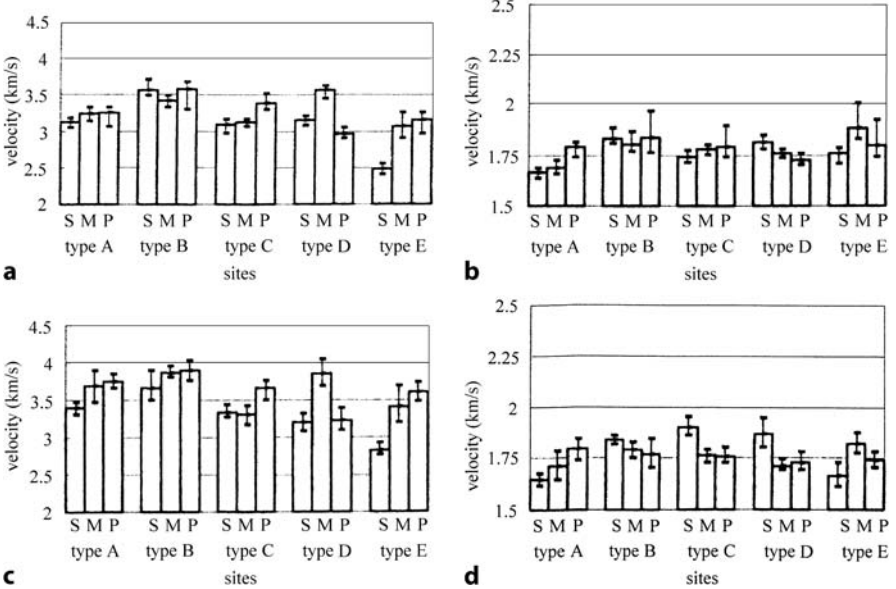 4.5
4
3.5
3
2.5
2
velocity (km/s)
S M P S M P S M P S M P S M P
type A type B type C type D type E
sites
a
2.5
2.25
2
1.75
1.5
velocity (km/s)
S M P S M P S M P S M P S M P
type A type B type C type D type E
sites
b
4.5
4
3.5
3
2.5
2
velocity (km/s)
S M P S M P S M P S M P S M P
type A type B type C type D type E
sites
c
2.5
2.25
2
1.75
1.5
velocity (km/s)
S M P S M P S M P S M P S M P
type A type B type C type D type E
sites
d